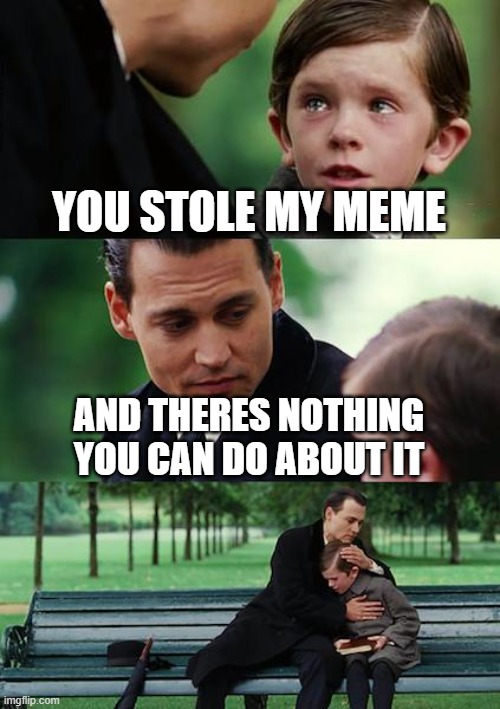 YOU STOLE MY MEME
AND THERES NOTHING
YOU CAN DO ABOUT IT
imgflip.com